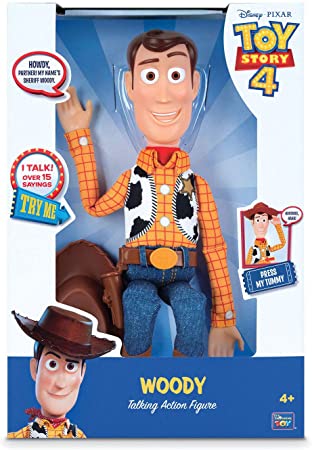 Disney · PIXAR
TOY
STORY
4
HOWDY,
PARTNER! MY NAME'S
SHERIFF WOODY.
I TALK!
OVER 15
SAYINGS
TRY ME
PRESS
MY TUMMY
WOODY
Talking Action Figure
4+
TOY